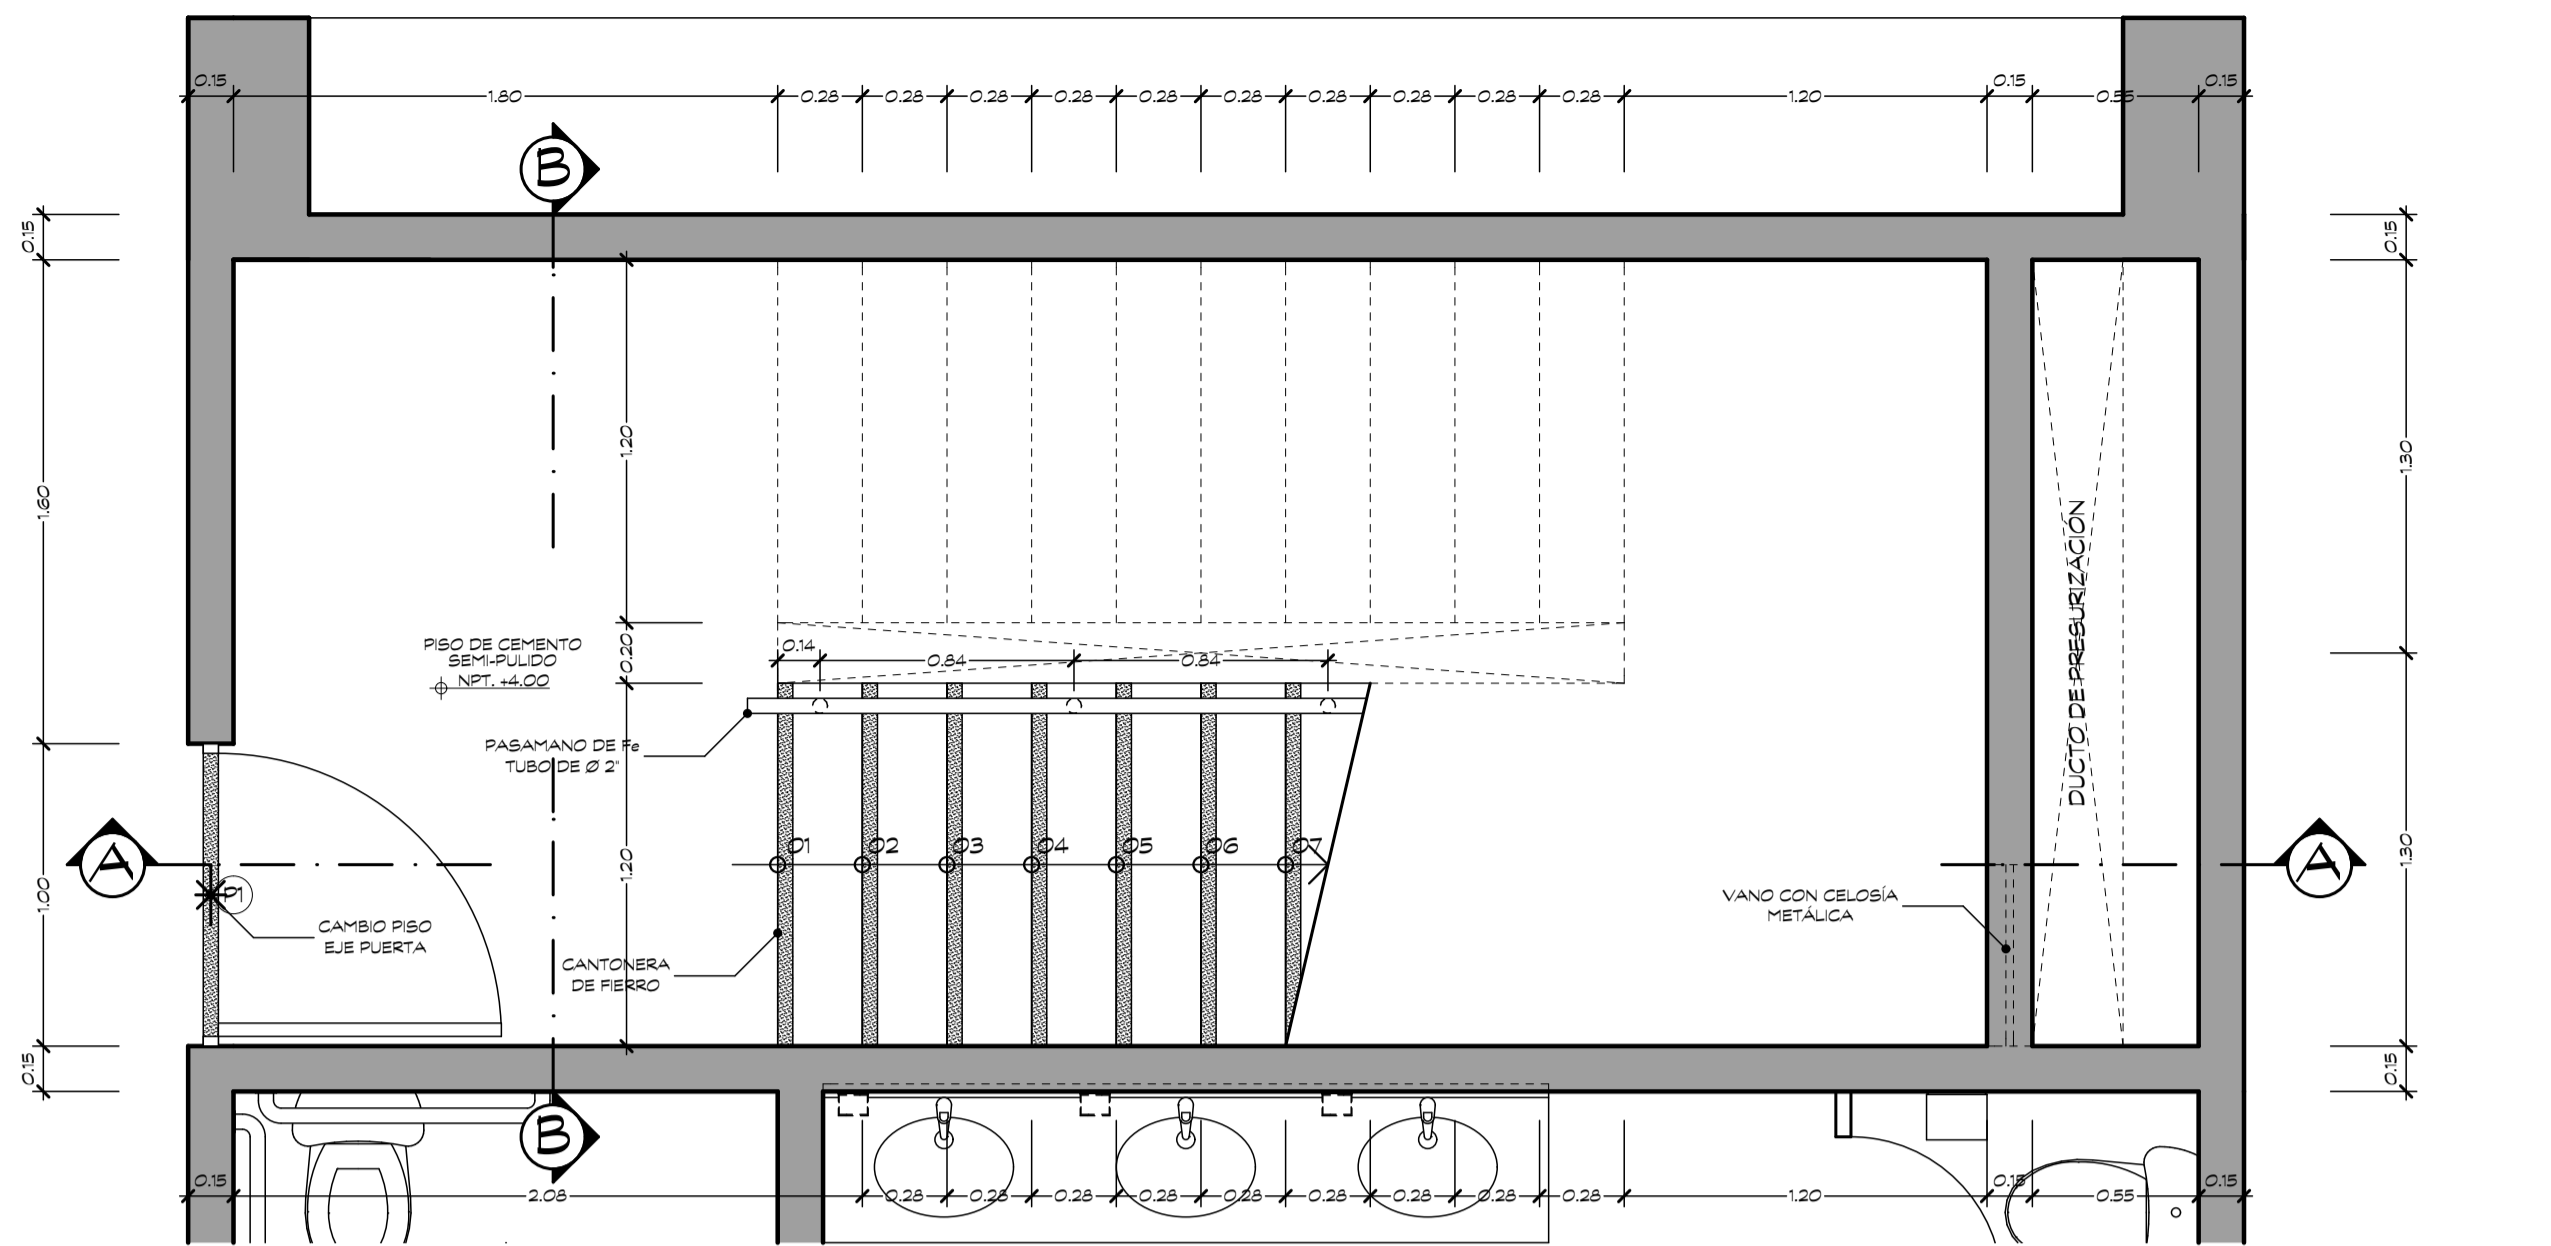 0.15 1.80 0.28 0.28 0.28 0.28 0.28 0.28 0.28 0.28 0.28 0.28 1.20 0.15 0.55 0.15
B
0.15
0.15
1.20
1.30
1.60
DUCTO DE PRESURIZACIÓN
PISO DE CEMENTO
SEMI-PULIDO
NPT. +4.00
0.20
0.14 0.84 0.84
PASAMANO DE Fe
TUBO DE Ø 2"
01 02 03 04 05 06 07
A
A
1.20
1.30
1.00
P1
CAMBIO PISO
EJE PUERTA
VANO CON CELOSÍA
METÁLICA
CANTONERA
DE FIERRO
0.15
0.15
B
0.15 2.08 0.28 0.28 0.28 0.28 0.28 0.28 0.28 0.28 0.28 1.20 0.15 0.55 0.15